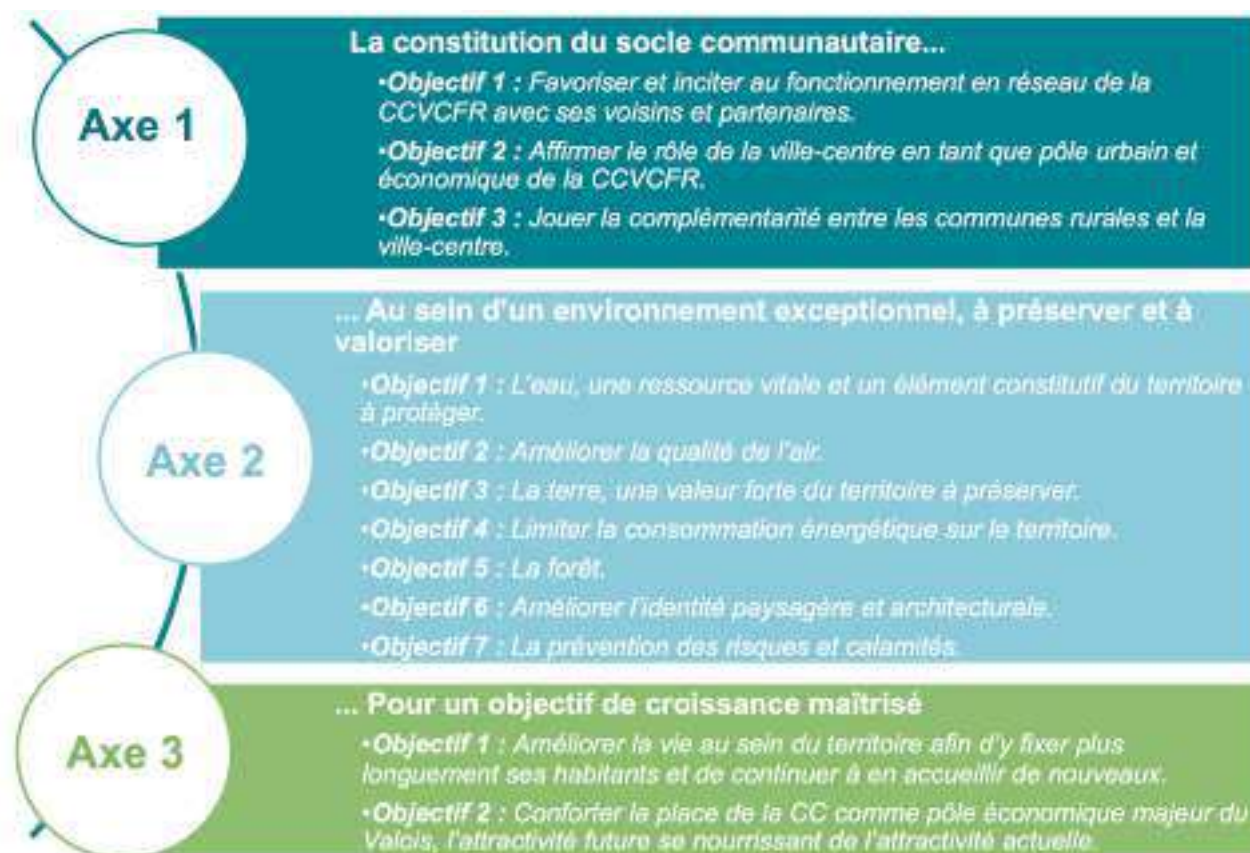 Axe 1
La constitution du socle communautaire...
•Objectif 1 : Favoriser et inciter au fonctionnement en réseau de la
CCVCFR avec ses voisins et partenaires.
•Objectif 2 : Affirmer le rôle de la ville-centre en tant que pôle urbain et
économique de la CCVCFR.
•Objectif 3 : Jouer la complémentarité entre les communes rurales et la
ville-centre.
Axe 2
... Au sein d'un environnement exceptionnel, à préserver et à
valoriser
•Objectif 1 : L'eau, une ressource vitale et un élément constitutif du territoire
à protéger.
•Objectif 2 : Améliorer la qualité de l'air.
•Objectif 3 : La terre, une valeur forte du territoire à préserver.
•Objectif 4 : Limiter la consommation énergétique sur le territoire.
•Objectif 5 : La forêt.
•Objectif 6 : Améliorer l'identité paysagère et architecturale.
•Objectif 7 : La prévention des risques et calamités.
Axe 3
... Pour un objectif de croissance maîtrisé
•Objectif 1 : Améliorer la vie au sein du territoire afin d'y fixer plus
longuement ses habitants et de continuer à en accueillir de nouveaux.
•Objectif 2 : Conforter la place de la CC comme pôle économique majeur du
Valois, l'attractivité future se nourrissant de l'attractivité actuelle.